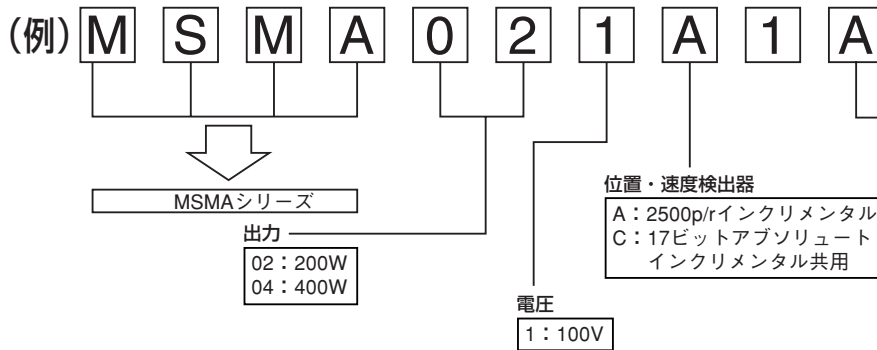 (例) M S M A 0 2 1 A 1 A
MSMAシリーズ
出力
02：200W
04：400W
電圧
1：100V
位置・速度検出器
A：2500p/rインクリメンタル
C：17ビットアブソリュート
インクリメンタル共用